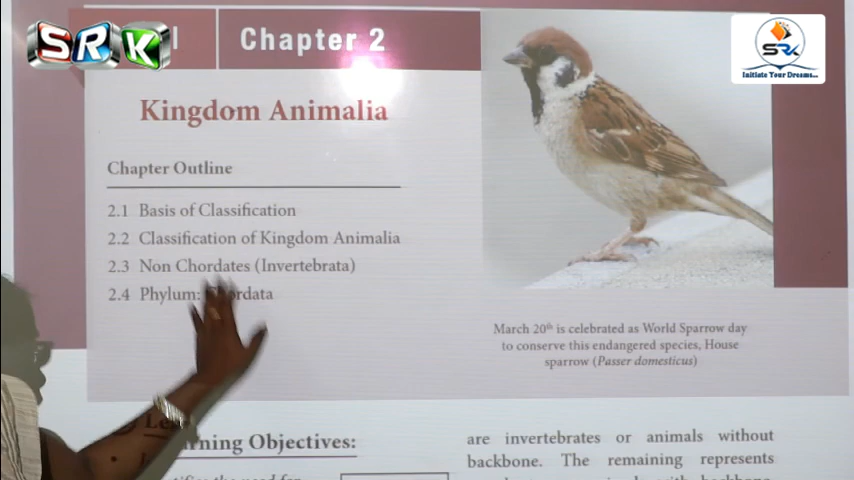 SRK
Chapter 2
SRK
Initiate Your Dreams...
Kingdom Animalia
Chapter Outline
2.1 Basis of Classification
2.2 Classification of Kingdom Animalia
2.3 Non Chordates (Invertebrata)
2.4 Phylum: Chordata
March 20th is celebrated as World Sparrow day
to conserve this endangered species, House
sparrow (Passer domesticus)
Learning Objectives:
are invertebrates or animals without
backbone. The remaining represents